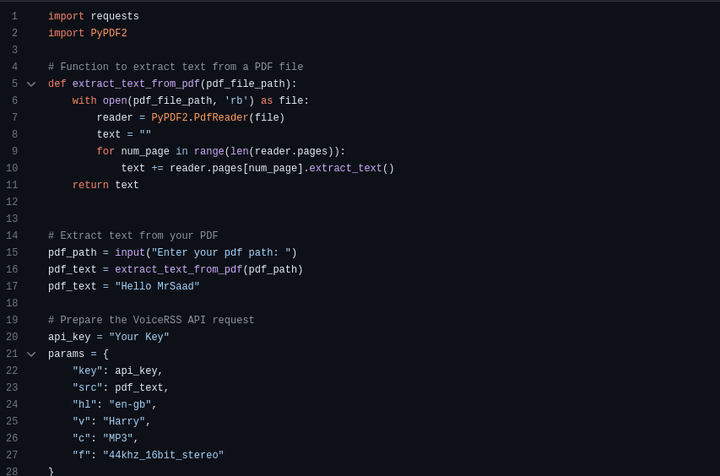 1 import requests
2 import PyPDF2
3
4 # Function to extract text from a PDF file
5 def extract_text_from_pdf(pdf_file_path):
6     with open(pdf_file_path, 'rb') as file:
7         reader = PyPDF2.PdfReader(file)
8         text = ""
9         for num_page in range(len(reader.pages)):
10             text += reader.pages[num_page].extract_text()
11     return text
12
13
14 # Extract text from your PDF
15 pdf_path = input("Enter your pdf path: ")
16 pdf_text = extract_text_from_pdf(pdf_path)
17 pdf_text = "Hello MrSaad"
18
19 # Prepare the VoiceRSS API request
20 api_key = "Your Key"
21 params = {
22     "key": api_key,
23     "src": pdf_text,
24     "hl": "en-gb",
25     "v": "Harry",
26     "c": "MP3",
27     "f": "44khz_16bit_stereo"
28 }